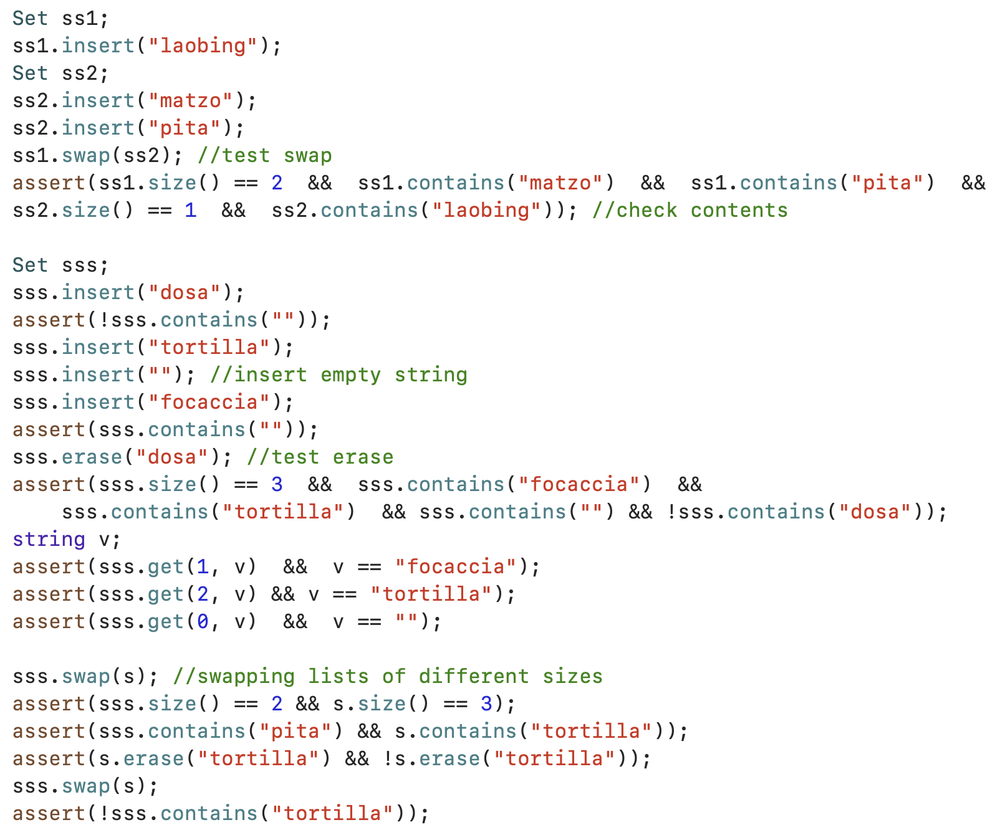 Set ss1;
ss1.insert("laobing");
Set ss2;
ss2.insert("matzo");
ss2.insert("pita");
ss1.swap(ss2); //test swap
assert(ss1.size() == 2  &&  ss1.contains("matzo")  &&  ss1.contains("pita")  &&
ss2.size() == 1  &&  ss2.contains("laobing")); //check contents

Set sss;
sss.insert("dosa");
assert(!sss.contains(""));
sss.insert("tortilla");
sss.insert(""); //insert empty string
sss.insert("focaccia");
assert(sss.contains(""));
sss.erase("dosa"); //test erase
assert(sss.size() == 3  &&  sss.contains("focaccia")  &&
    sss.contains("tortilla")  && sss.contains("") && !sss.contains("dosa"));
string v;
assert(sss.get(1, v)  &&  v == "focaccia");
assert(sss.get(2, v) && v == "tortilla");
assert(sss.get(0, v)  &&  v == "");

sss.swap(s); //swapping lists of different sizes
assert(sss.size() == 2 && s.size() == 3);
assert(sss.contains("pita") && s.contains("tortilla"));
assert(s.erase("tortilla") && !s.erase("tortilla"));
sss.swap(s);
assert(!sss.contains("tortilla"));